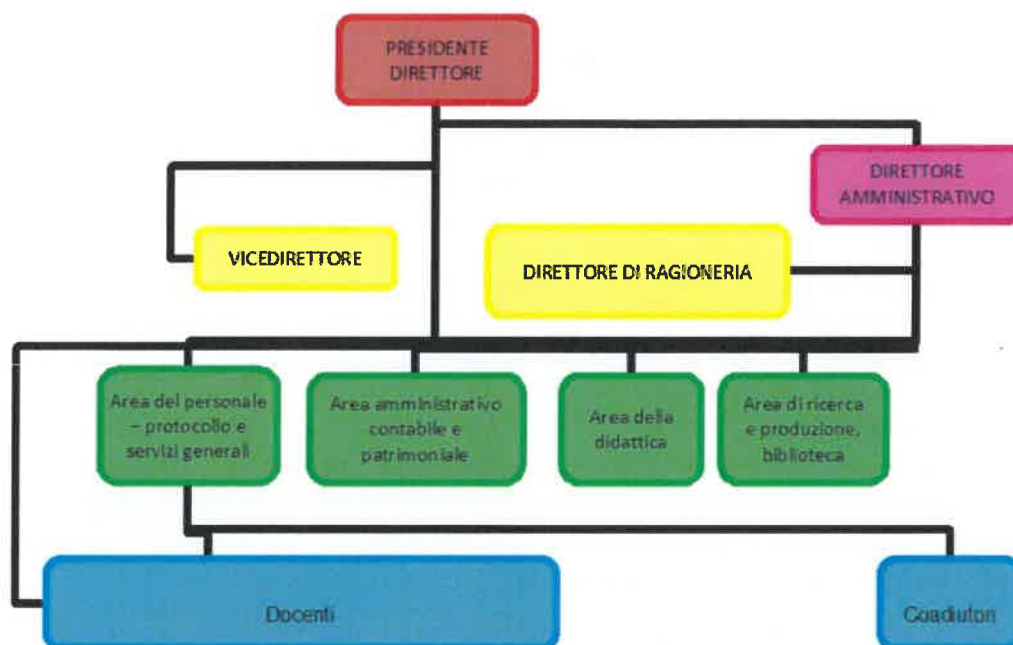 PRESIDENTE
DIRETTORE
DIRETTORE
AMMINISTRATIVO
VICEDIRETTORE
DIRETTORE DI RAGIONERIA
Area del personale
– protocollo e
servizi generali
Area amministrativo
contabile e
patrimoniale
Area della
didattica
Area di ricerca
e produzione,
biblioteca
Docenti
Coadiutori